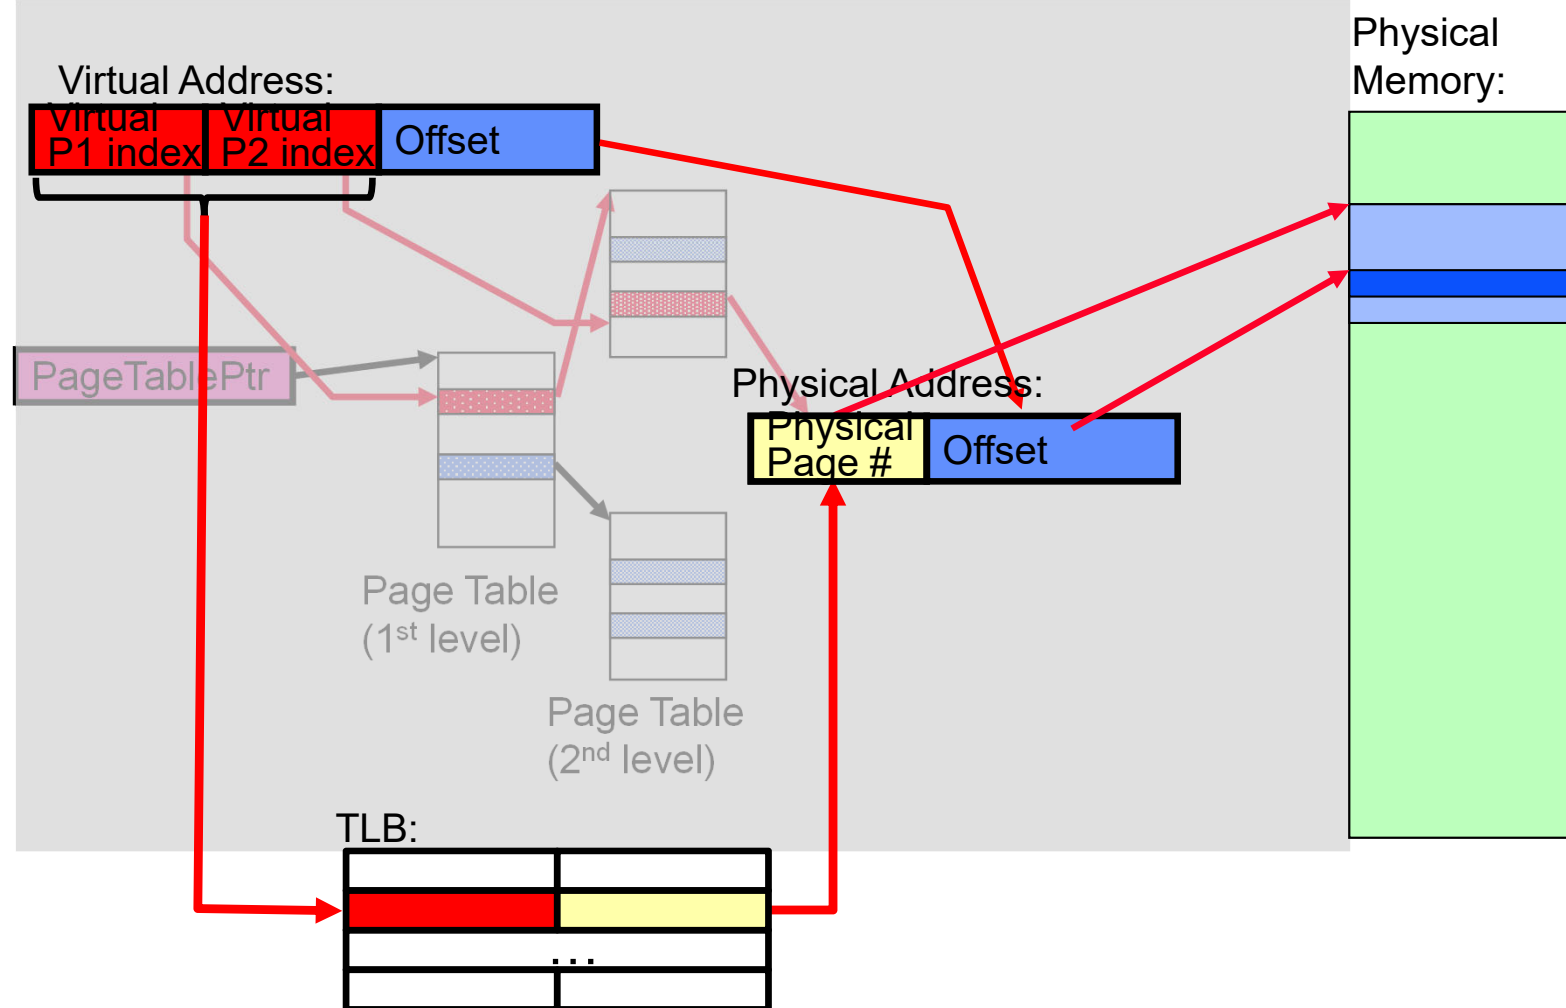 Physical
Memory:
Virtual Address:
Virtual
P1 index
Virtual
P2 index
Offset
PageTablePtr
Physical Address:
Physical
Page #
Offset
Page Table
(1st level)
Page Table
(2nd level)
TLB:
...